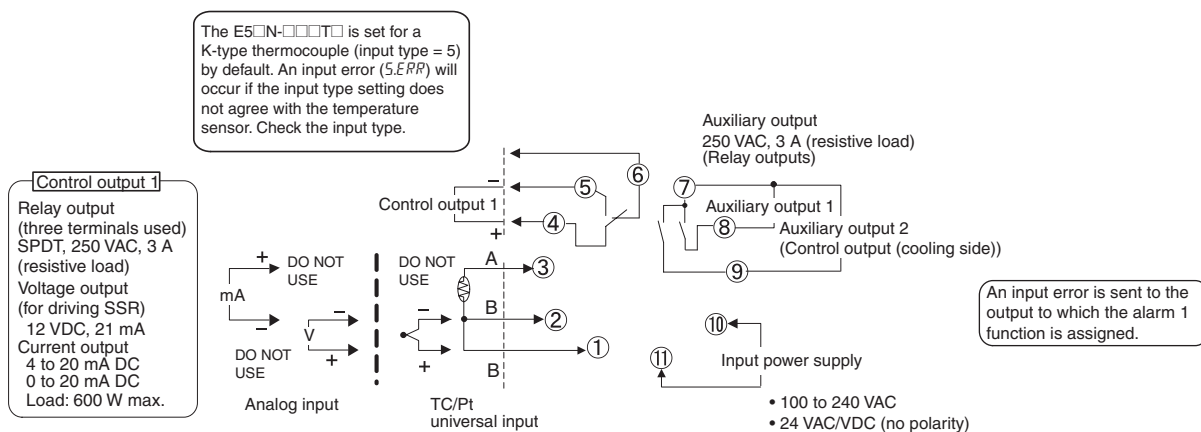 The E5□N-□□□T□ is set for a
K-type thermocouple (input type = 5)
by default. An input error (S.ERR) will
occur if the input type setting does
not agree with the temperature
sensor. Check the input type.
Control output 1
Relay output
(three terminals used)
SPDT, 250 VAC, 3 A
(resistive load)
Voltage output
(for driving SSR)
12 VDC, 21 mA
Current output
4 to 20 mA DC
0 to 20 mA DC
Load: 600 W max.
+
mA
−
DO NOT
USE
−
V
+
DO NOT
USE
Analog input
DO NOT
USE
−
+
A
B
B
TC/Pt
universal input
−
Control output 1
+
⑥
⑤
④
③
②
①
Auxiliary output
250 VAC, 3 A (resistive load)
(Relay outputs)
⑦
Auxiliary output 1
⑧
Auxiliary output 2
(Control output (cooling side))
⑨
⑩
⑪
Input power supply
• 100 to 240 VAC
• 24 VAC/VDC (no polarity)
An input error is sent to the
output to which the alarm 1
function is assigned.